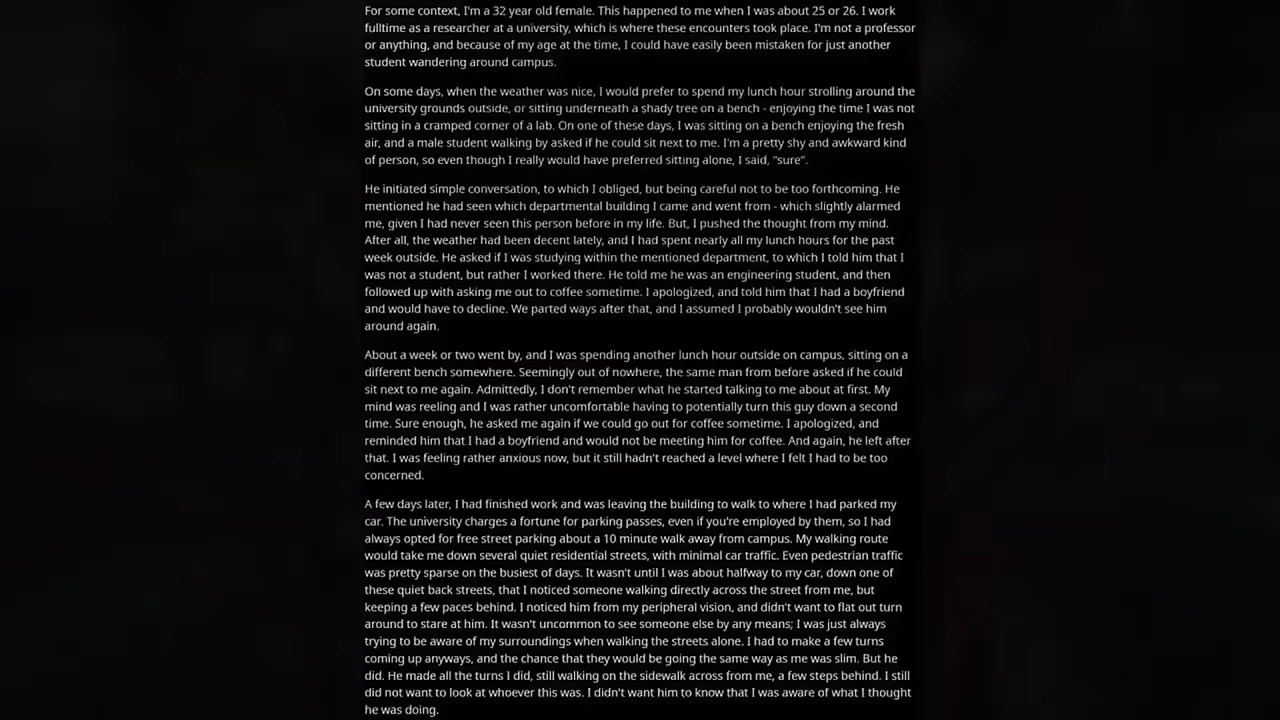 For some context, I'm a 32 year old female. This happened to me when I was about 25 or 26. I work
fulltime as a researcher at a university, which is where these encounters took place. I'm not a professor
or anything, and because of my age at the time, I could have easily been mistaken for just another
student wandering around campus.
On some days, when the weather was nice, I would prefer to spend my lunch hour strolling around the
university grounds outside, or sitting underneath a shady tree on a bench - enjoying the time I was not
sitting in a cramped corner of a lab. On one of these days, I was sitting on a bench enjoying the fresh
air, and a male student walking by asked if he could sit next to me. I'm a pretty shy and awkward kind
of person, so even though I really would have preferred sitting alone, I said, "sure".
He initiated simple conversation, to which I obliged, but being careful not to be too forthcoming. He
mentioned he had seen which departmental building I came and went from - which slightly alarmed
me, given I had never seen this person before in my life. But, I pushed the thought from my mind.
After all, the weather had been decent lately, and I had spent nearly all my lunch hours for the past
week outside. He asked if I was studying within the mentioned department, to which I told him that I
was not a student, but rather I worked there. He told me he was an engineering student, and then
followed up with asking me out to coffee sometime. I apologized, and told him that I had a boyfriend
and would have to decline. We parted ways after that, and I assumed I probably wouldn't see him
around again.
About a week or two went by, and I was spending another lunch hour outside on campus, sitting on a
different bench somewhere. Seemingly out of nowhere, the same man from before asked if he could
sit next to me again. Admittedly, I don't remember what he started talking to me about at first. My
mind was reeling and I was rather uncomfortable having to potentially turn this guy down a second
time. Sure enough, he asked me again if we could go out for coffee sometime. I apologized, and
reminded him that I had a boyfriend and would not be meeting him for coffee. And again, he left after
that. I was feeling rather anxious now, but it still hadn't reached a level where I felt I had to be too
concerned.
A few days later, I had finished work and was leaving the building to walk to where I had parked my
car. The university charges a fortune for parking passes, even if you're employed by them, so I had
always opted for free street parking about a 10 minute walk away from campus. My walking route
would take me down several quiet residential streets, with minimal car traffic. Even pedestrian traffic
was pretty sparse on the busiest of days. It wasn't until I was about halfway to my car, down one of
these quiet back streets, that I noticed someone walking directly across the street from me, but
keeping a few paces behind. I noticed him from my peripheral vision, and didn't want to flat out turn
around to stare at him. It wasn't uncommon to see someone else by any means; I was just always
trying to be aware of my surroundings when walking the streets alone. I had to make a few turns
coming up anyways, and the chance that they would be going the same way as me was slim. But he
did. He made all the turns I did, still walking on the sidewalk across from me, a few steps behind. I still
did not want to look at whoever this was. I didn't want him to know that I was aware of what I thought
he was doing.